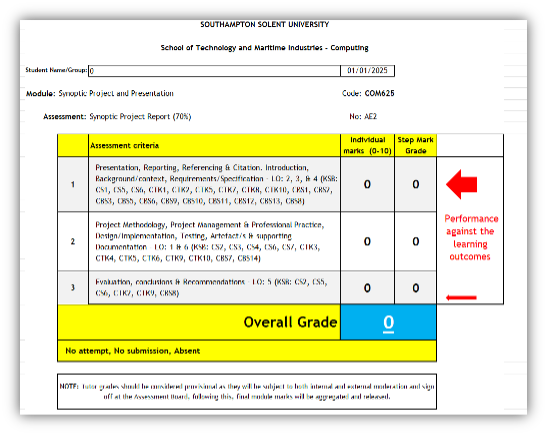 SOUTHAMPTON SOLENT UNIVERSITY
School of Technology and Maritime Industries - Computing
Student Name/Group: 0 01/01/2025
Module: Synoptic Project and Presentation Code: COM625
Assessment: Synoptic Project Report (70%) No: AE2
Assessment criteria
Individual marks (0-10)
Step Mark Grade
1
Presentation, Reporting, Referencing & Citation. Introduction,
Background/context, Requirements/Specification - LO: 2, 3, & 4 (KSB:
CS1, CS5, CS6, CTK1, CTK2, CTK5, CTK7, CTK8, CTK10, CBS1, CBS2,
CBS3, CBS5, CBS6, CBS9, CBS10, CBS11, CBS12, CBS13, CBS8)
0 0
2
Project Methodology, Project Management & Professional Practice,
Design/Implementation, Testing, Artefact/s & supporting
Documentation - LO: 1 & 6 (KSB: CS2, CS3, CS4, CS6, CS7, CTK3,
CTK4, CTK5, CTK6, CTK9, CTK10, CBS7, CBS14)
0 0
3
Evaluation, conclusions & Recommendations - LO: 5 (KSB: CS2, CS5,
CS6, CTK7, CTK9, CBS8)
0 0
Performance
against the
learning
outcomes
Overall Grade 0
No attempt, No submission, Absent
NOTE: Tutor grades should be considered provisional as they will be subject to both internal and external moderation and sign
off at the Assessment Board. following this, final module marks will be aggregated and released.